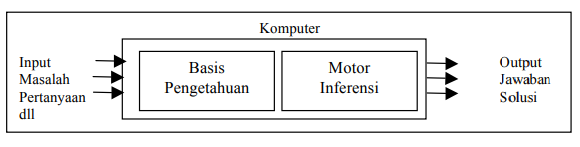 Komputer
Input
Masalah
Pertanyaan
dll
Basis
Pengetahuan
Motor
Inferensi
Output
Jawaban
Solusi